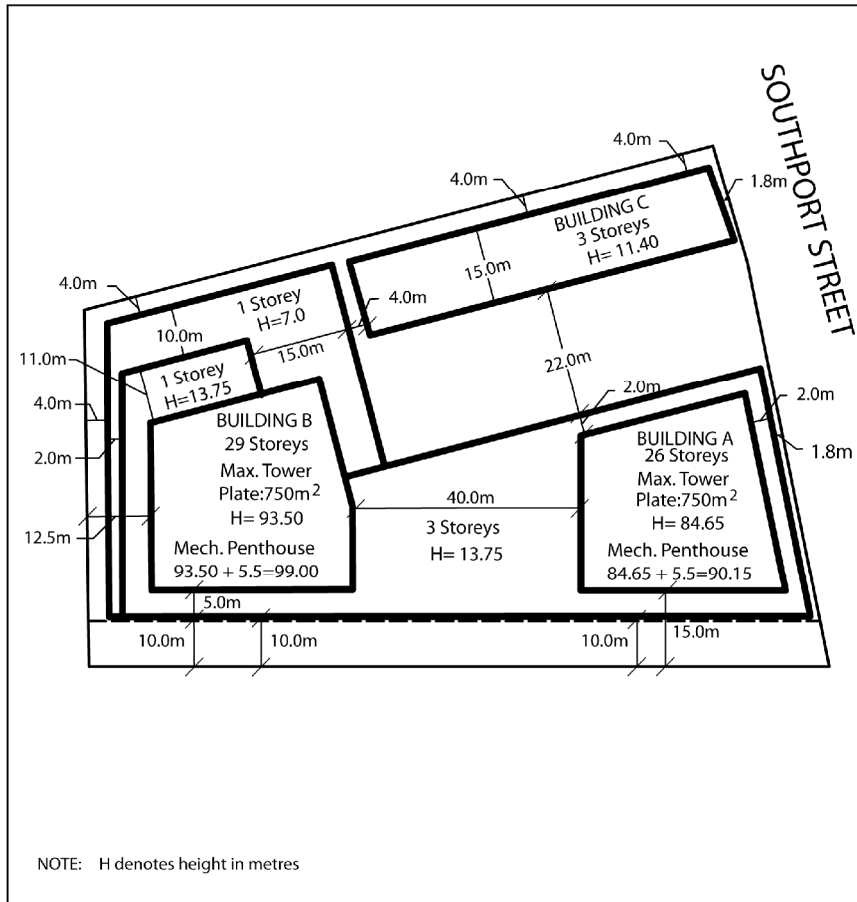 SOUTHPORT STREET
4.0m
4.0m
1.8m
BUILDING C
3 Storeys
H= 11.40
15.0m
4.0m
1 Storey
H=7.0
4.0m
10.0m
15.0m
22.0m
11.0m
1 Storey
H=13.75
4.0m
2.0m
2.0m
1.8m
2.0m
12.5m
BUILDING B
29 Storeys
Max. Tower
Plate:750m²
H= 93.50
Mech. Penthouse
93.50 + 5.5=99.00
40.0m
3 Storeys
H= 13.75
BUILDING A
26 Storeys
Max. Tower
Plate:750m²
H= 84.65
Mech. Penthouse
84.65 + 5.5=90.15
5.0m
10.0m
10.0m
10.0m
15.0m
NOTE: H denotes height in metres